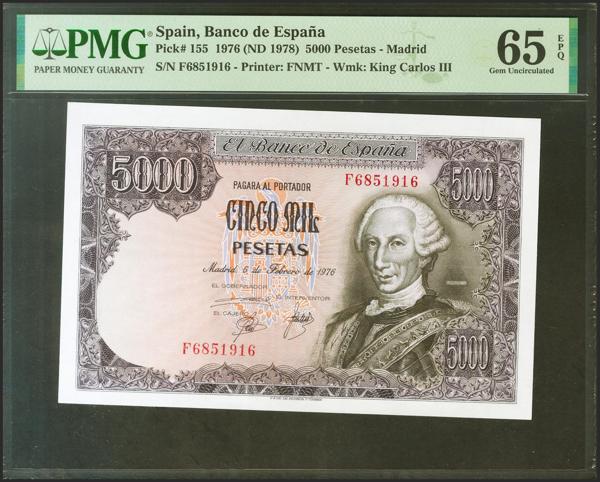 PMG
PAPER MONEY GUARANTY
Spain, Banco de España
Pick# 155 1976 (ND 1978) 5000 Pesetas - Madrid
S/N F6851916 - Printer: FNMT - Wmk: King Carlos III
65
EPQ
Gem Uncirculated
El Banco de España
5000
5000
PAGARA AL PORTADOR
F6851916
CINCO MIL
PESETAS
Madrid 6 de Febrero de 1976
EL GOBERNADOR
EL INTERVENTOR
EL CAJERO
F6851916
5000